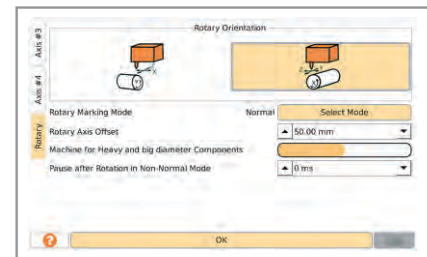 Axis #3
Axis #4
Rotary
Rotary Orientation
Rotary Marking Mode Normal Select Mode
Rotary Axis Offset 50.00 mm
Machine for Heavy and big diameter Components
Pause after Rotation in Non-Normal Mode 0 ms
? OK